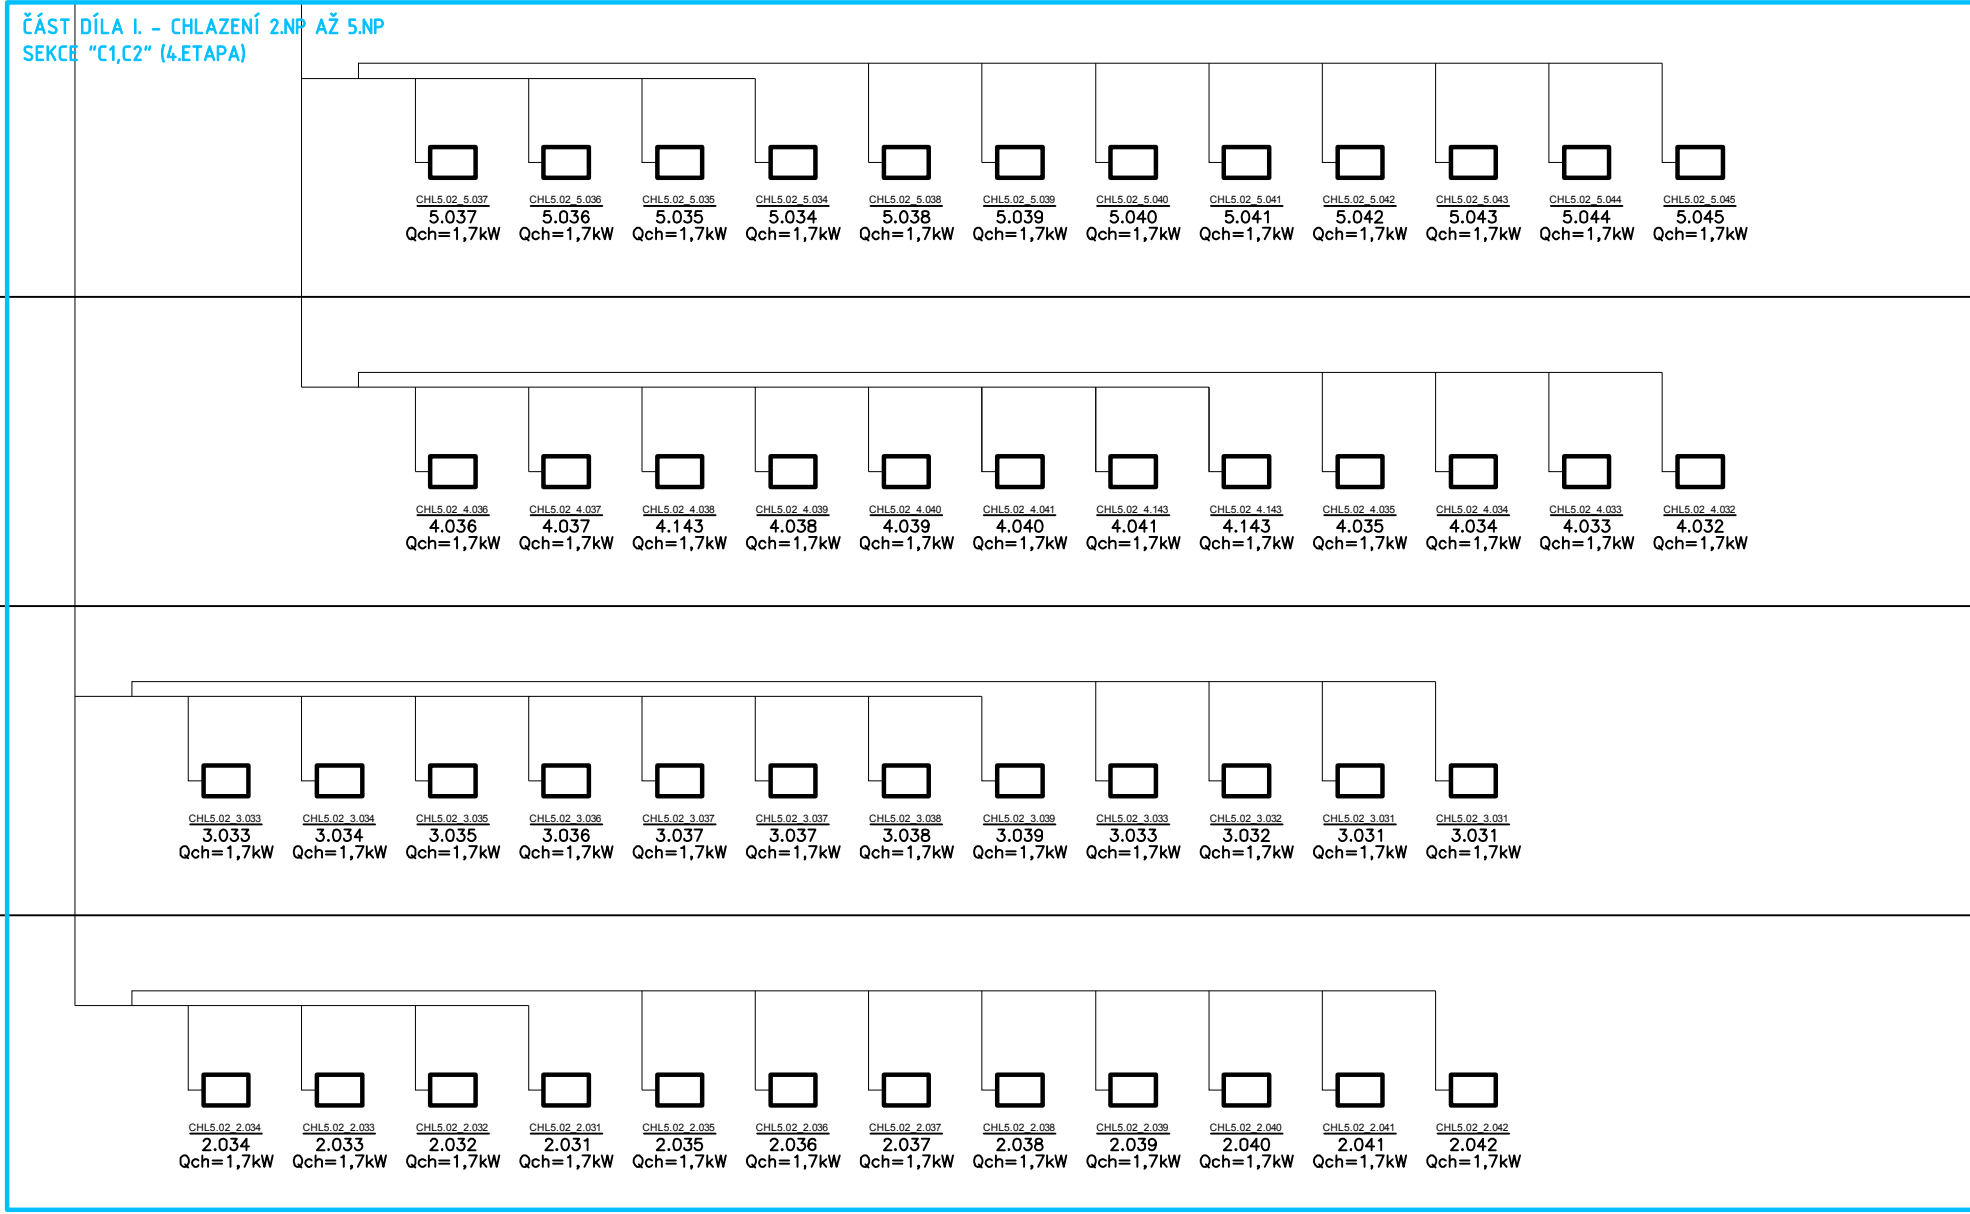 ČÁST DÍLA I. - CHLAZENÍ 2.NP AŽ 5.NP
SEKCE "C1,C2" (4.ETAPA)
CHL5.02_5.037 CHL5.02_5.036 CHL5.02_5.035 CHL5.02_5.034 CHL5.02_5.038 CHL5.02_5.039 CHL5.02_5.040 CHL5.02_5.041 CHL5.02_5.042 CHL5.02_5.043 CHL5.02_5.044 CHL5.02_5.045
5.037 5.036 5.035 5.034 5.038 5.039 5.040 5.041 5.042 5.043 5.044 5.045
Qch=1,7kW Qch=1,7kW Qch=1,7kW Qch=1,7kW Qch=1,7kW Qch=1,7kW Qch=1,7kW Qch=1,7kW Qch=1,7kW Qch=1,7kW Qch=1,7kW Qch=1,7kW
CHL5.02_4.036 CHL5.02_4.037 CHL5.02_4.038 CHL5.02_4.039 CHL5.02_4.040 CHL5.02_4.041 CHL5.02_4.143 CHL5.02_4.143 CHL5.02_4.035 CHL5.02_4.034 CHL5.02_4.033 CHL5.02_4.032
4.036 4.037 4.143 4.038 4.039 4.040 4.041 4.143 4.035 4.034 4.033 4.032
Qch=1,7kW Qch=1,7kW Qch=1,7kW Qch=1,7kW Qch=1,7kW Qch=1,7kW Qch=1,7kW Qch=1,7kW Qch=1,7kW Qch=1,7kW Qch=1,7kW Qch=1,7kW
CHL5.02_3.033 CHL5.02_3.034 CHL5.02_3.035 CHL5.02_3.036 CHL5.02_3.037 CHL5.02_3.037 CHL5.02_3.038 CHL5.02_3.039 CHL5.02_3.033 CHL5.02_3.032 CHL5.02_3.031 CHL5.02_3.031
3.033 3.034 3.035 3.036 3.037 3.037 3.038 3.039 3.033 3.032 3.031 3.031
Qch=1,7kW Qch=1,7kW Qch=1,7kW Qch=1,7kW Qch=1,7kW Qch=1,7kW Qch=1,7kW Qch=1,7kW Qch=1,7kW Qch=1,7kW Qch=1,7kW Qch=1,7kW
CHL5.02_2.034 CHL5.02_2.033 CHL5.02_2.032 CHL5.02_2.031 CHL5.02_2.035 CHL5.02_2.036 CHL5.02_2.037 CHL5.02_2.038 CHL5.02_2.039 CHL5.02_2.040 CHL5.02_2.041 CHL5.02_2.042
2.034 2.033 2.032 2.031 2.035 2.036 2.037 2.038 2.039 2.040 2.041 2.042
Qch=1,7kW Qch=1,7kW Qch=1,7kW Qch=1,7kW Qch=1,7kW Qch=1,7kW Qch=1,7kW Qch=1,7kW Qch=1,7kW Qch=1,7kW Qch=1,7kW Qch=1,7kW